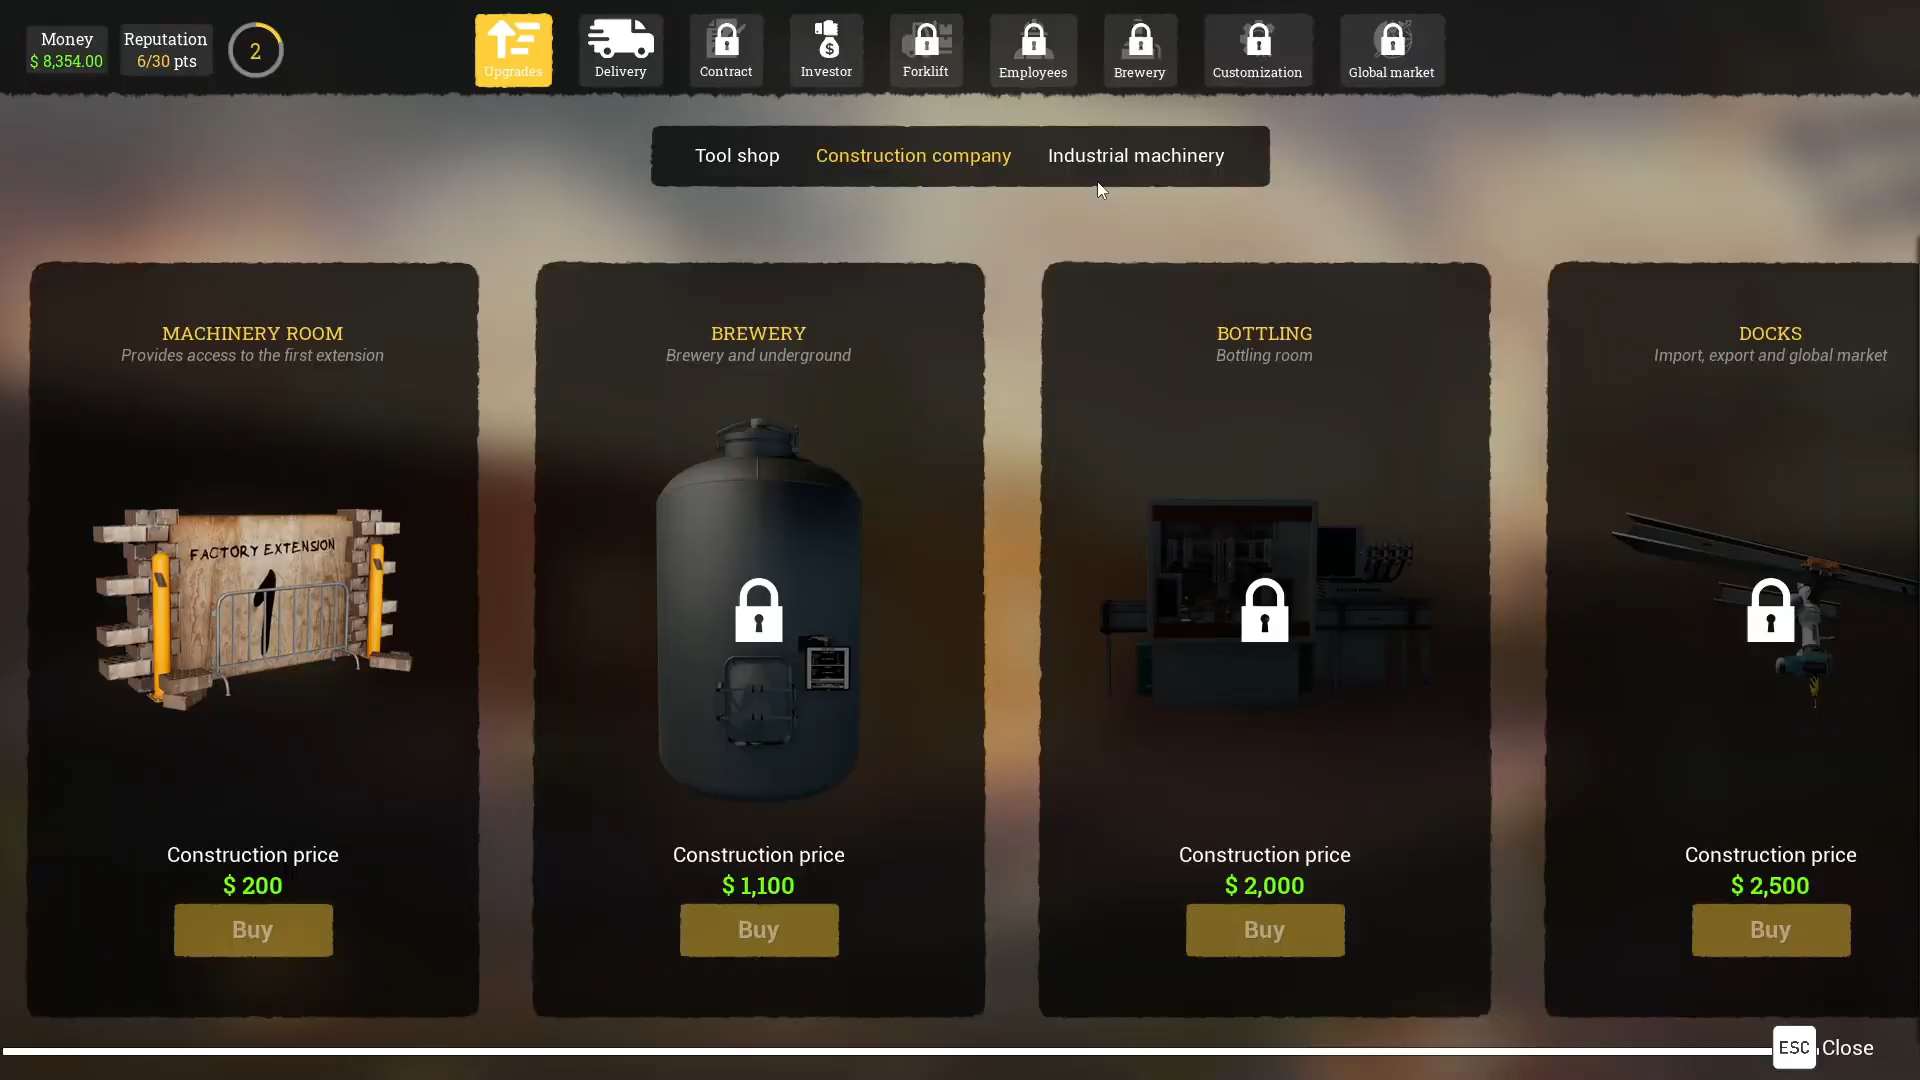 Money
$ 8,354.00
Reputation
6/30 pts
2
Upgrades
Delivery
Contract
Investor
Forklift
Employees
Brewery
Customization
Global market
Tool shop
Construction company
Industrial machinery
MACHINERY ROOM
Provides access to the first extension
FACTORY EXTENSION
1
Construction price
$ 200
Buy
BREWERY
Brewery and underground
Construction price
$ 1,100
Buy
BOTTLING
Bottling room
Construction price
$ 2,000
Buy
DOCKS
Import, export and global market
Construction price
$ 2,500
Buy
ESC Close